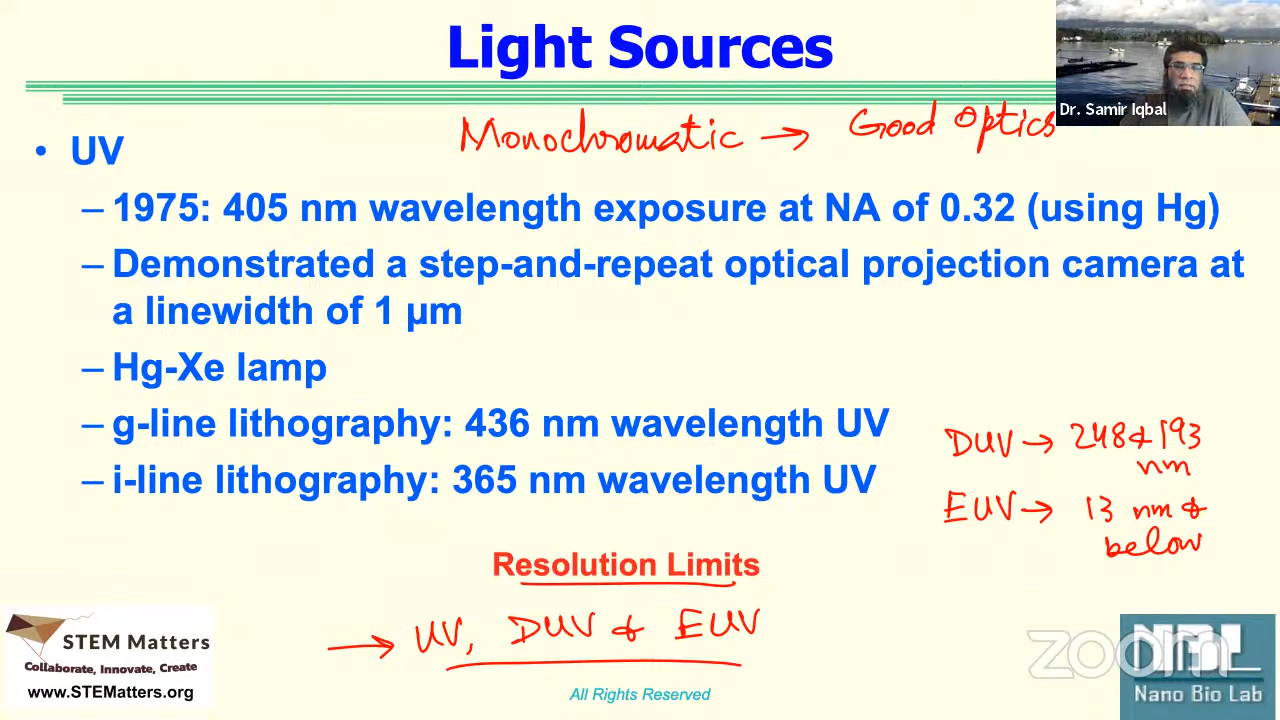 Light Sources
Dr. Samir Iqbal
Monochromatic → Good Optics
• UV
– 1975: 405 nm wavelength exposure at NA of 0.32 (using Hg)
– Demonstrated a step-and-repeat optical projection camera at
a linewidth of 1 µm
– Hg-Xe lamp
– g-line lithography: 436 nm wavelength UV
– i-line lithography: 365 nm wavelength UV
DUV → 248 & 193
nm
EUV → 13 nm &
below
Resolution Limits
→ UV, DUV & EUV
STEM Matters
Collaborate, Innovate, Create
www.STEMatters.org
All Rights Reserved
zoom
NBL
Nano Bio Lab